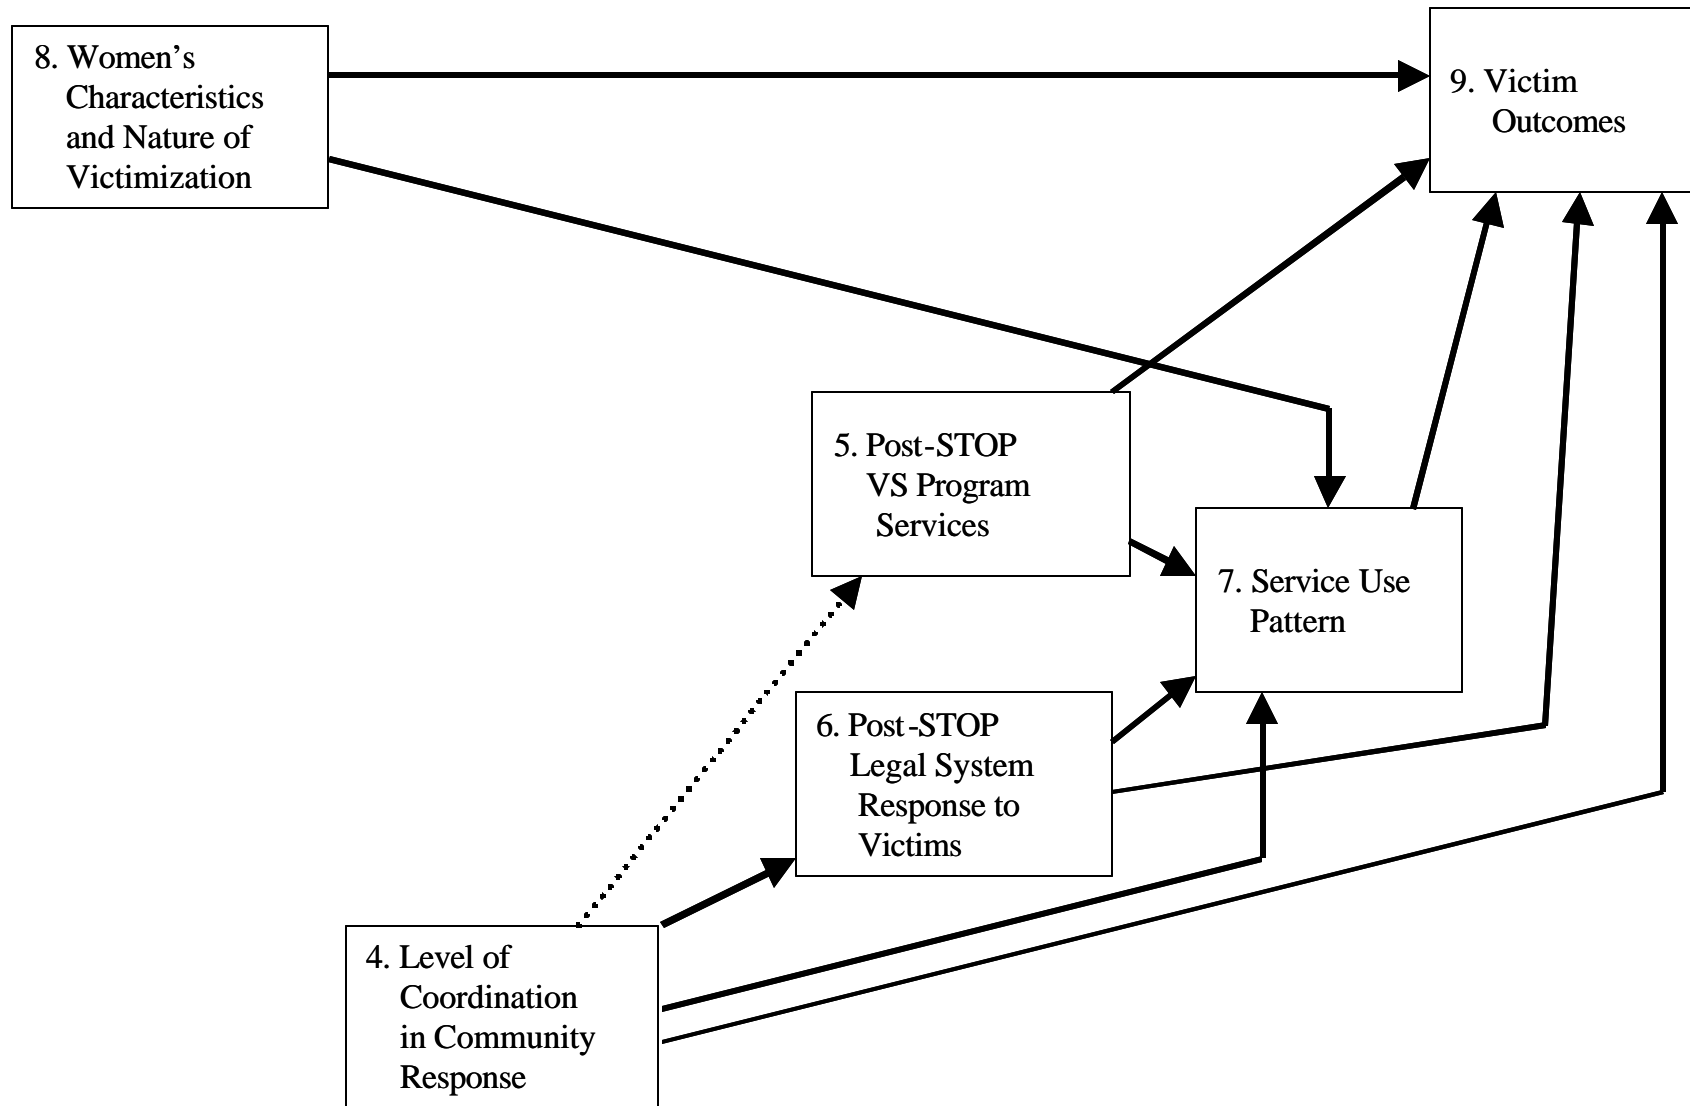 8. Women’s
Characteristics
and Nature of
Victimization
9. Victim
Outcomes
5. Post-STOP
VS Program
Services
7. Service Use
Pattern
6. Post-STOP
Legal System
Response to
Victims
4. Level of
Coordination
in Community
Response